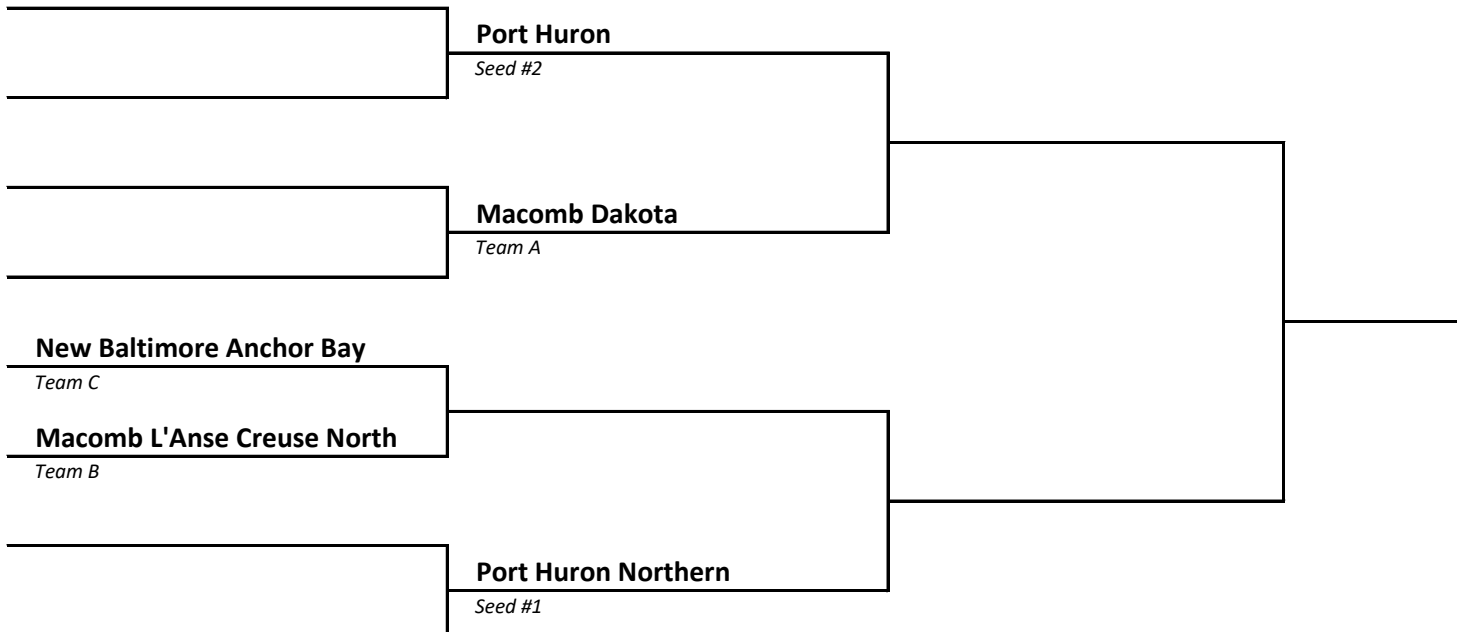 Port Huron
Seed #2
Macomb Dakota
Team A
New Baltimore Anchor Bay
Team C
Macomb L'Anse Creuse North
Team B
Port Huron Northern
Seed #1